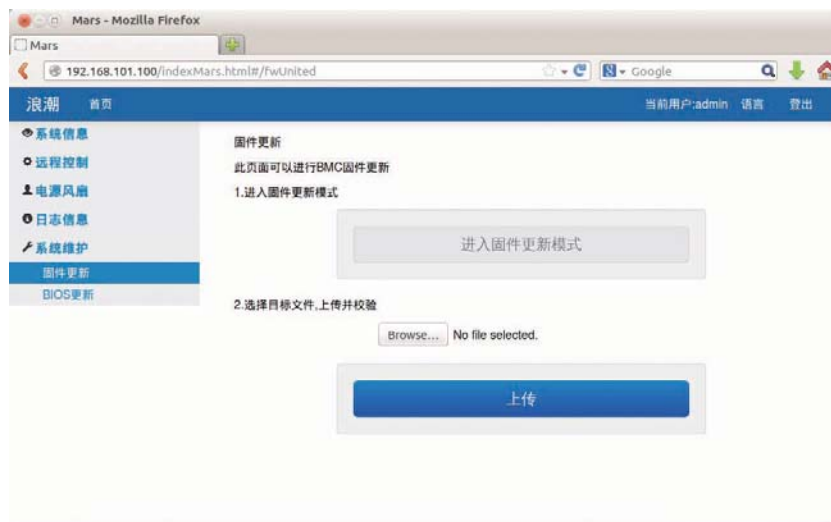 Mars - Mozilla Firefox
Mars
192.168.101.100/indexMars.html#/fwUnited
Google
浪潮 首页 当前用户:admin 语言 登出
系统信息
远程控制
电源风扇
日志信息
系统维护
固件更新
BIOS更新
固件更新
此页面可以进行BMC固件更新
1.进入固件更新模式
进入固件更新模式
2.选择目标文件,上传并校验
Browse... No file selected.
上传